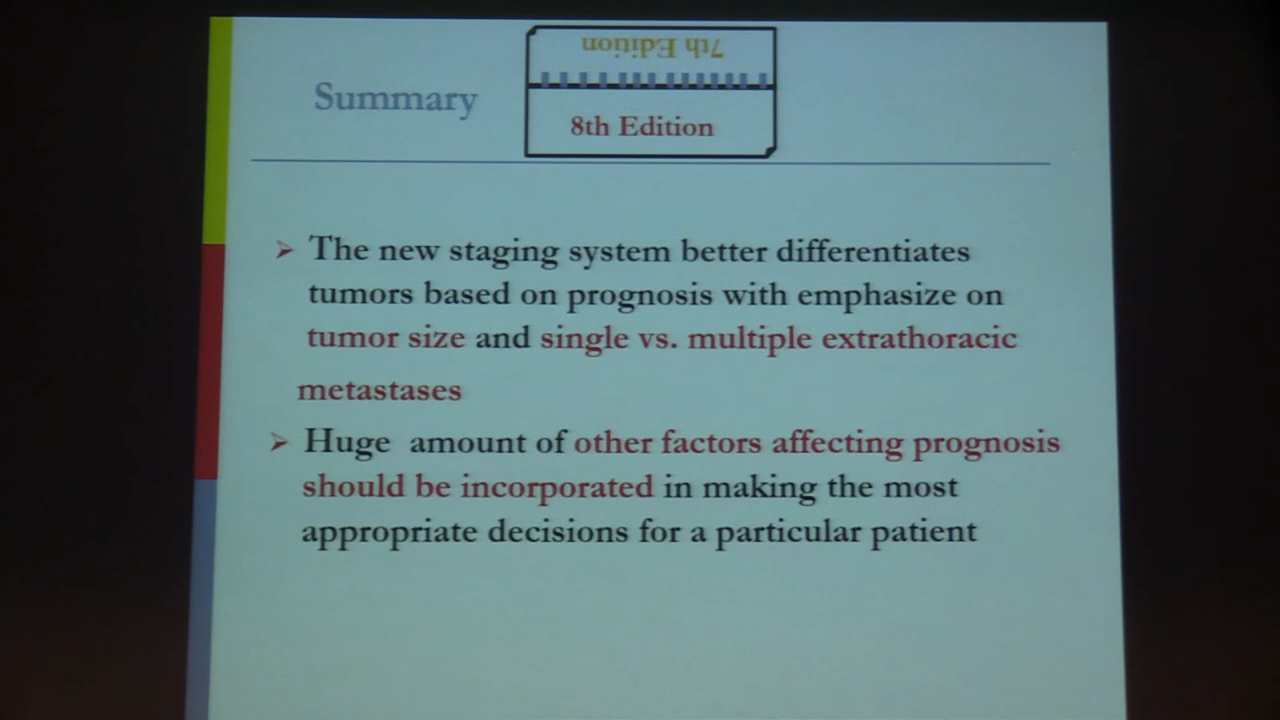 7th Edition
Summary
8th Edition
The new staging system better differentiates
tumors based on prognosis with emphasize on
tumor size and single vs. multiple extrathoracic
metastases
Huge amount of other factors affecting prognosis
should be incorporated in making the most
appropriate decisions for a particular patient